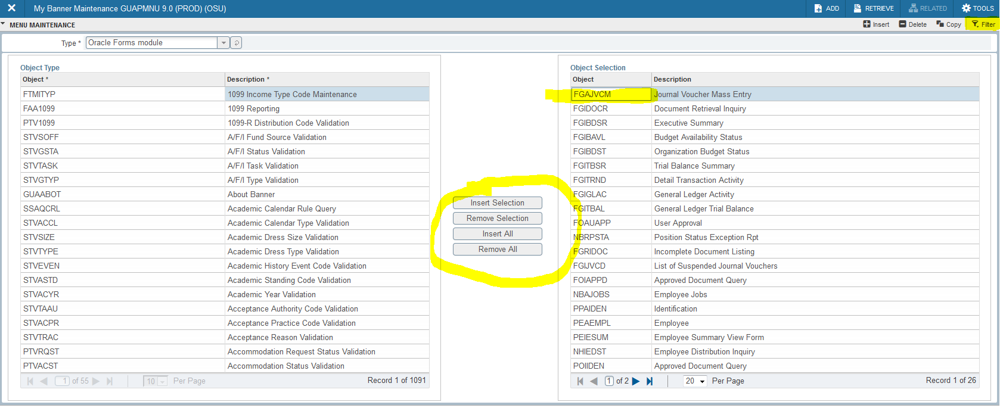 ✕ My Banner Maintenance GUAPMNU 9.0 (PROD) (OSU) ADD RETRIEVE RELATED TOOLS
MENU MAINTENANCE Insert Delete Copy Filter
Type * Oracle Forms module
Object Type
Object * Description *
FTMITYP 1099 Income Type Code Maintenance
FAA1099 1099 Reporting
PTV1099 1099-R Distribution Code Validation
STVSOFF A/F/I Fund Source Validation
STVGSTA A/F/I Status Validation
STVTASK A/F/I Task Validation
STVGTYP A/F/I Type Validation
GUAABOT About Banner
SSAQCRL Academic Calendar Rule Query
STVACCL Academic Calendar Type Validation
STVSIZE Academic Dress Size Validation
STVTYPE Academic Dress Type Validation
STVEVEN Academic History Event Code Validation
STVASTD Academic Standing Code Validation
STVACYR Academic Year Validation
STVTAAU Acceptance Authority Code Validation
STVACPR Acceptance Practice Code Validation
STVTRAC Acceptance Reason Validation
PTVRQST Accommodation Request Status Validation
PTVACST Accommodation Status Validation
1 of 55 10 Per Page Record 1 of 1091
Insert Selection
Remove Selection
Insert All
Remove All
Object Selection
Object Description
FGAJVCM Journal Voucher Mass Entry
FGIDOCR Document Retrieval Inquiry
FGIBDSR Executive Summary
FGIBAVL Budget Availability Status
FGIBDST Organization Budget Status
FGITBSR Trial Balance Summary
FGITRND Detail Transaction Activity
FGIGLAC General Ledger Activity
FGITBAL General Ledger Trial Balance
FOAUAPP User Approval
NBRPSTA Position Status Exception Rpt
FGRIDOC Incomplete Document Listing
FGIJVCD List of Suspended Journal Vouchers
FOIAPPD Approved Document Query
NBAJOBS Employee Jobs
PPAIDEN Identification
PEAEMPL Employee
PEIESUM Employee Summary View Form
NHIEDST Employee Distribution Inquiry
POIIDEN Approved Document Query
1 of 2 20 Per Page Record 1 of 26